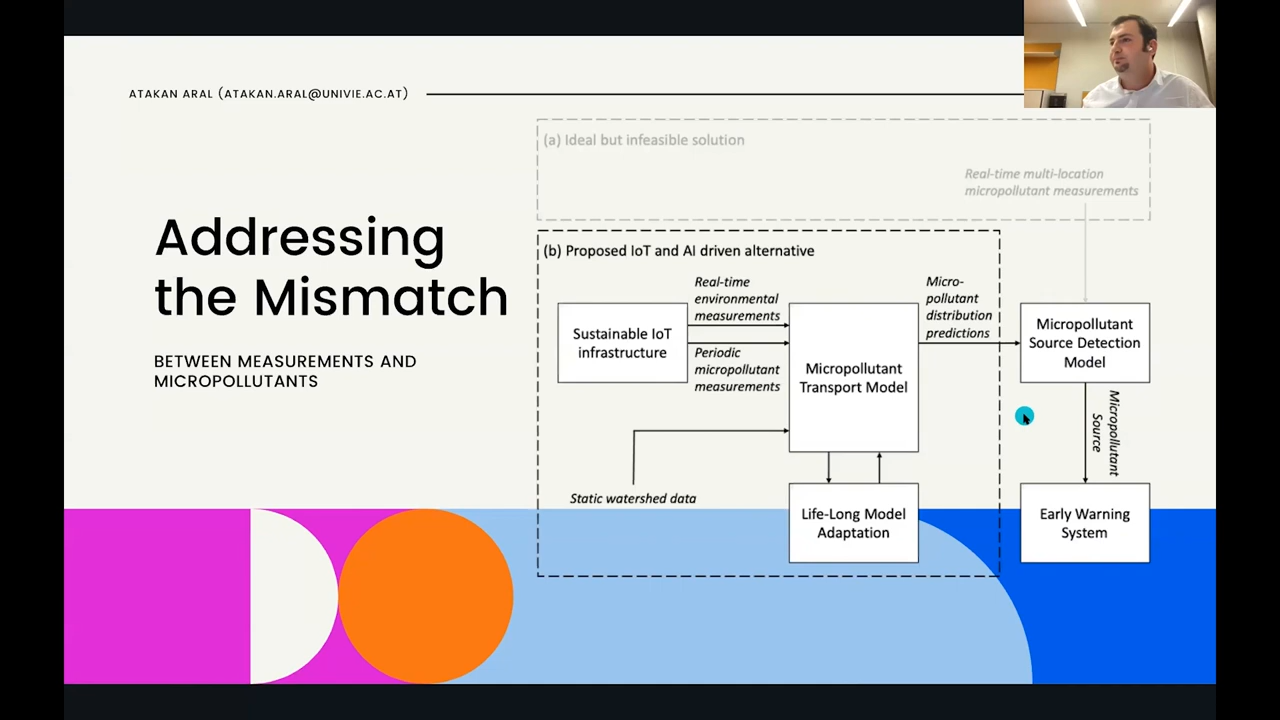 ATAKAN ARAL (ATAKAN.ARAL@UNIVIE.AC.AT)
Addressing
the Mismatch
BETWEEN MEASUREMENTS AND
MICROPOLLUTANTS
(a) Ideal but infeasible solution
Real-time multi-location
micropollutant measurements
(b) Proposed IoT and AI driven alternative
Sustainable IoT
infrastructure
Real-time
environmental
measurements
Periodic
micropollutant
measurements
Static watershed data
Micropollutant
Transport Model
Life-Long Model
Adaptation
Micro-
pollutant
distribution
predictions
Micropollutant
Source Detection
Model
Micropollutant
Source
Early Warning
System